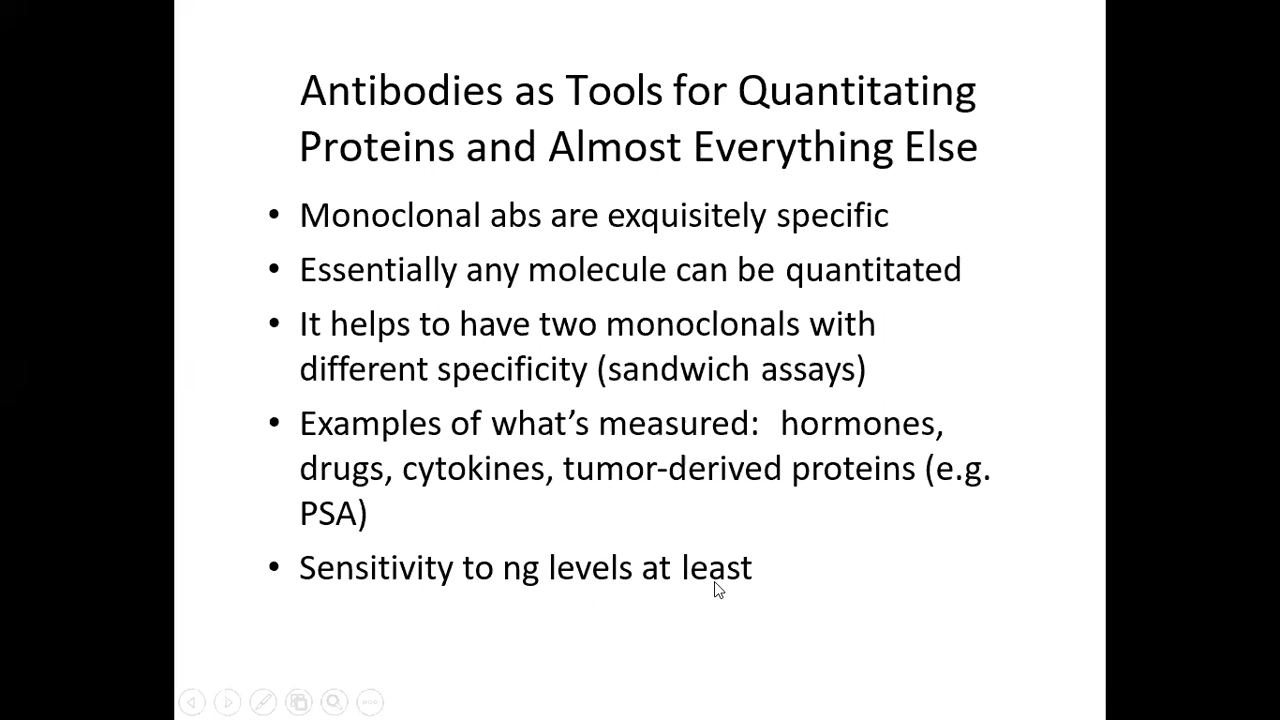 Antibodies as Tools for Quantitating
Proteins and Almost Everything Else
• Monoclonal abs are exquisitely specific
• Essentially any molecule can be quantitated
• It helps to have two monoclonals with
different specificity (sandwich assays)
• Examples of what’s measured:  hormones,
drugs, cytokines, tumor-derived proteins (e.g.
PSA)
• Sensitivity to ng levels at least